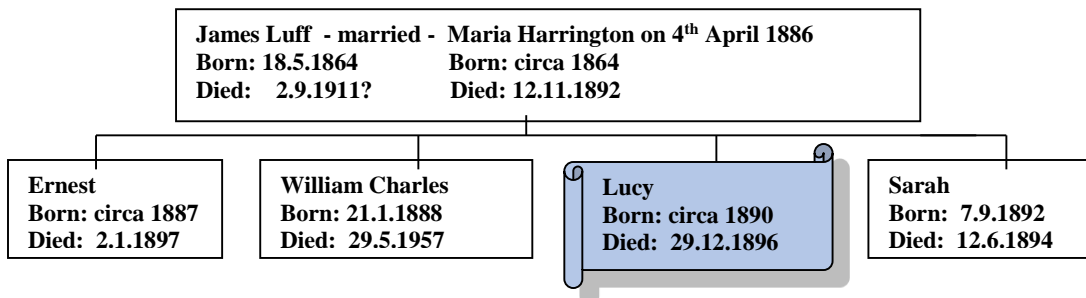 James Luff - married - Maria Harrington on 4th April 1886
Born: 18.5.1864 Born: circa 1864
Died: 2.9.1911? Died: 12.11.1892
Ernest
Born: circa 1887
Died: 2.1.1897
William Charles
Born: 21.1.1888
Died: 29.5.1957
Lucy
Born: circa 1890
Died: 29.12.1896
Sarah
Born: 7.9.1892
Died: 12.6.1894